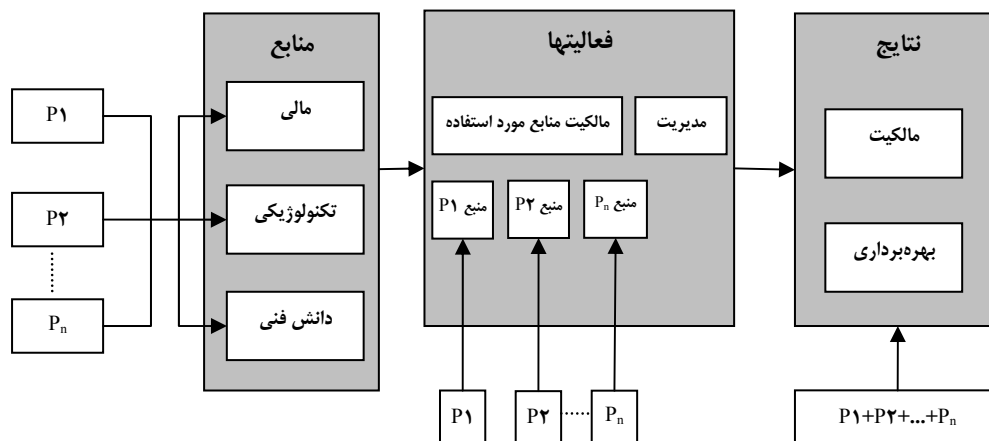 منابع
فعالیتها
نتایج
P۱
P۲
Pn
مالی
تکنولوژیکی
دانش فنی
مالکیت منابع مورد استفاده
مدیریت
منبع P۱
منبع P۲
منبع Pn
مالکیت
بهره‌برداری
P۱
P۲
Pn
P۱+P۲+...+Pn